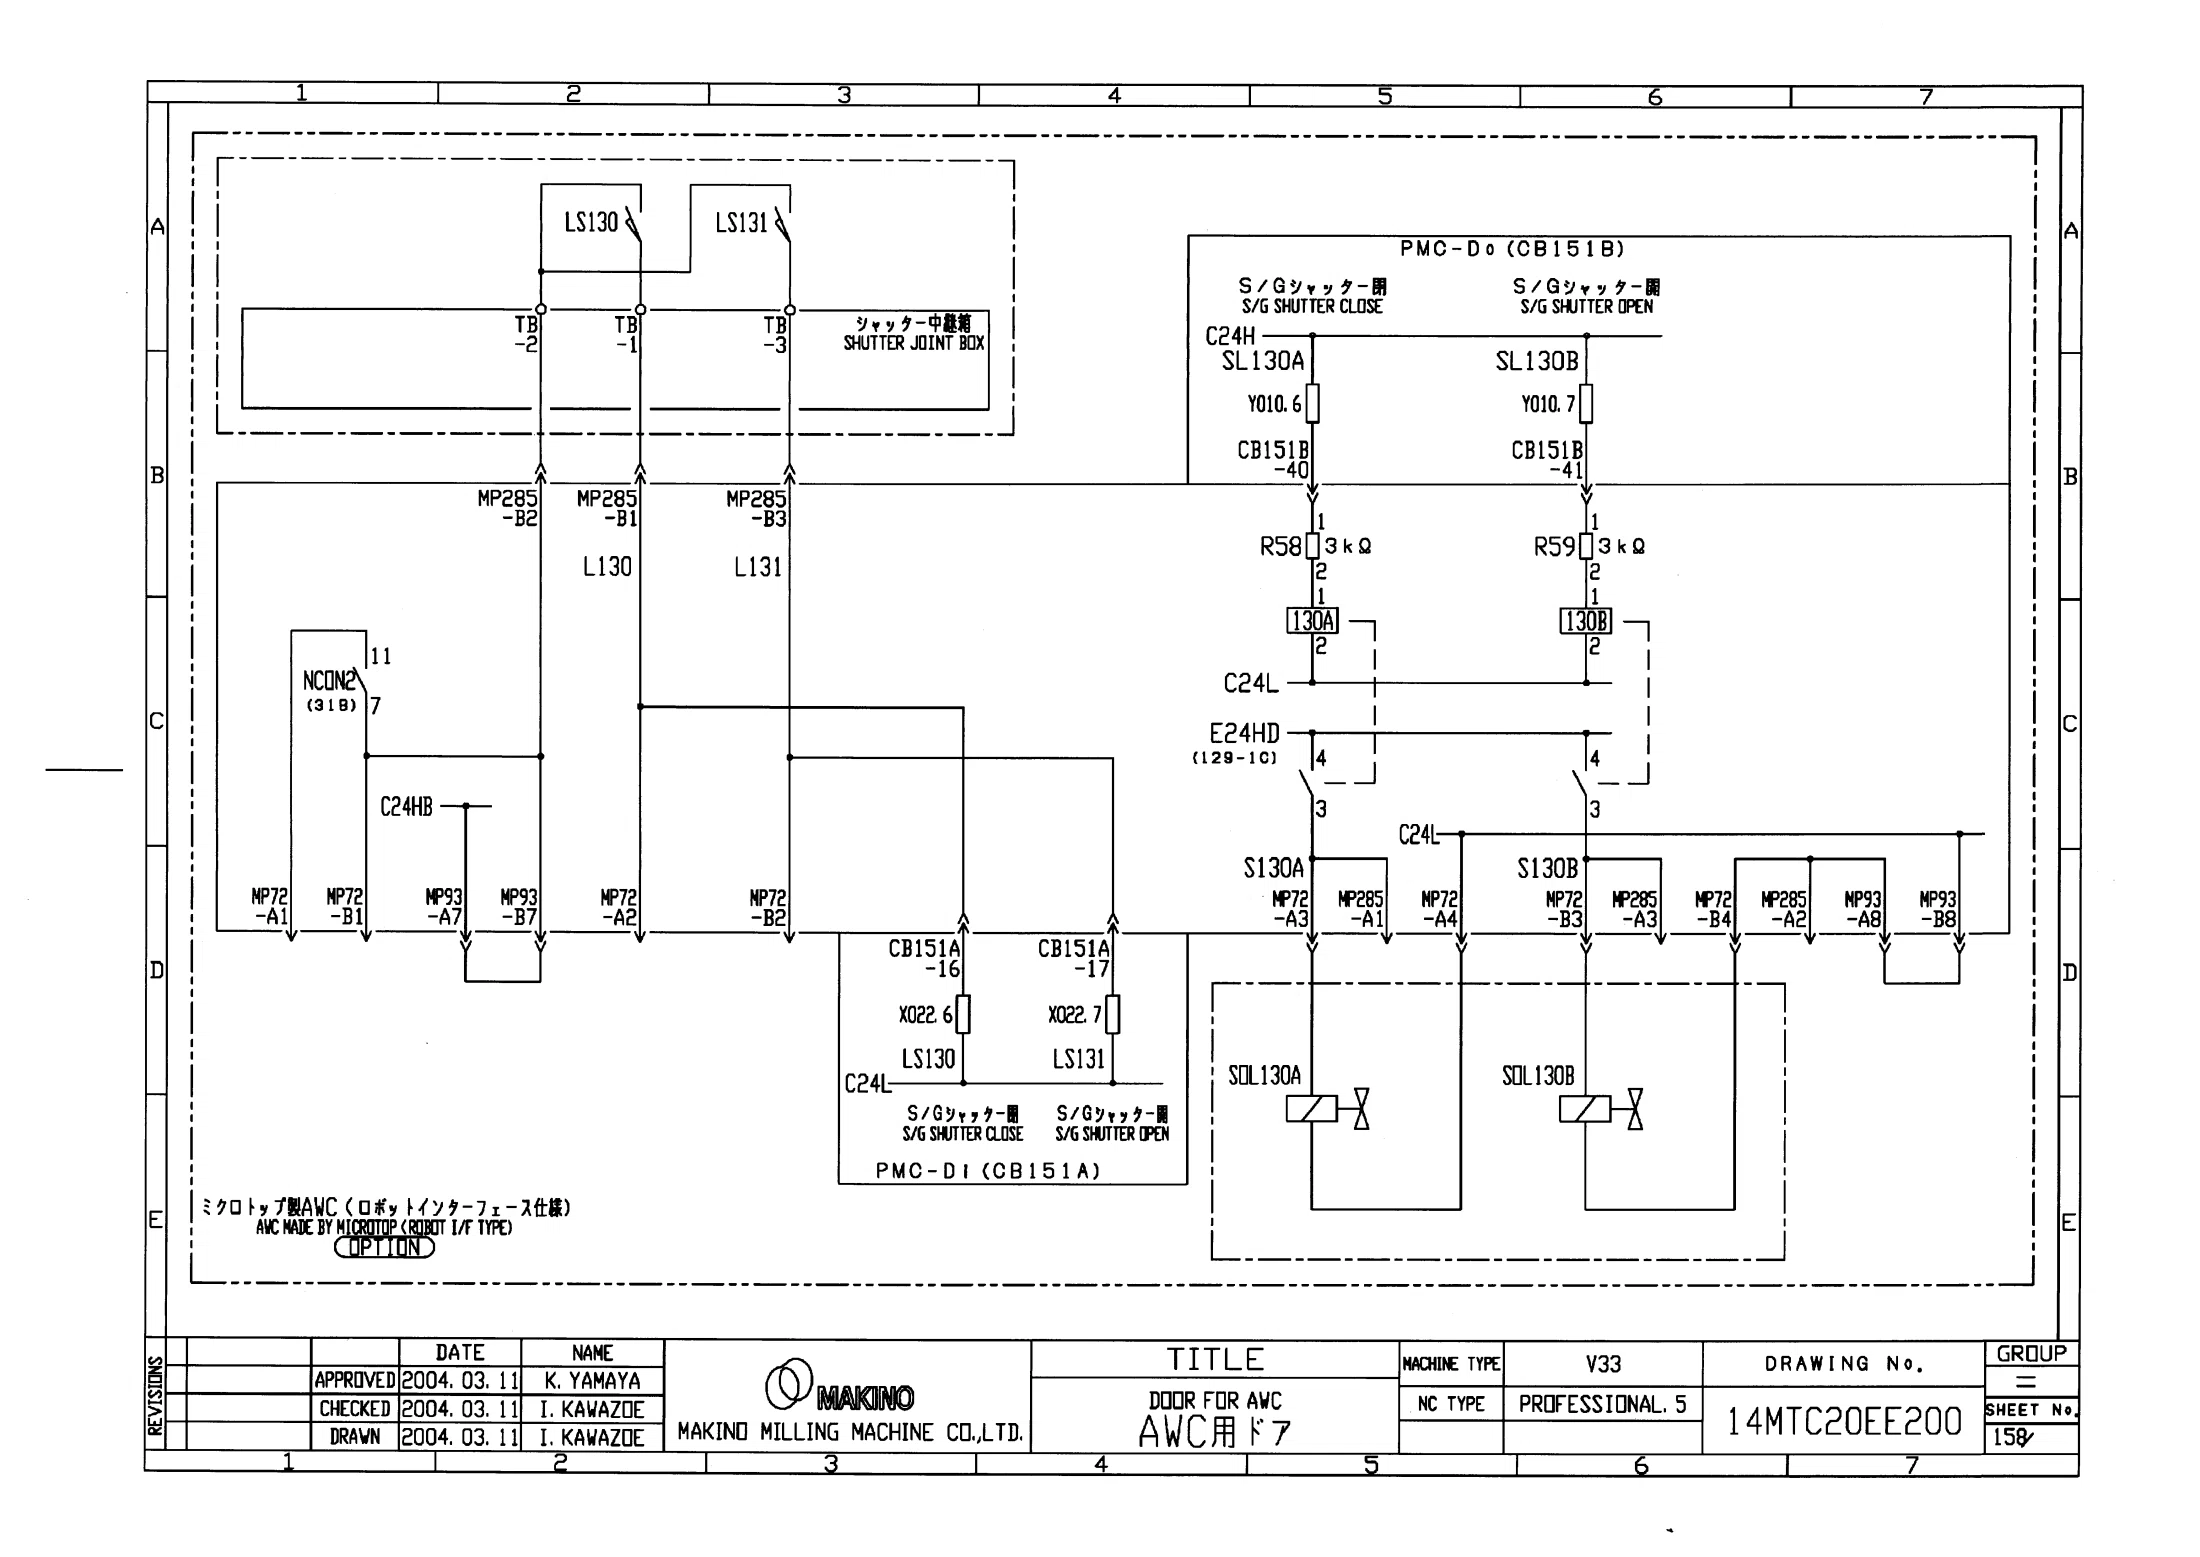 1 2 3 4 5 6 7
A
B
C
D
E
LS130
LS131
TB
-2
TB
-1
TB
-3
シャッター中継箱
SHUTTER JOINT BOX
MP285
-B2
MP285
-B1
MP285
-B3
L130
L131
11
NCON2
(31B)
7
C24HB
MP72
-A1
MP72
-B1
MP93
-A7
MP93
-B7
MP72
-A2
MP72
-B2
CB151A
-16
CB151A
-17
X022.6
X022.7
LS130
LS131
C24L
S/Gシャッター閉
S/G SHUTTER CLOSE
S/Gシャッター開
S/G SHUTTER OPEN
PMC-Di(CB151A)
PMC-Do(CB151B)
S/Gシャッター閉
S/G SHUTTER CLOSE
S/Gシャッター開
S/G SHUTTER OPEN
C24H
SL130A
SL130B
Y010.6
Y010.7
CB151B
-40
CB151B
-41
1
R58 3kΩ
2
1
R59 3kΩ
2
1
130A
2
1
130B
2
C24L
E24HD
(129-1C)
4
3
4
3
C24L
S130A
S130B
MP72
-A3
MP285
-A1
MP72
-A4
MP72
-B3
MP285
-A3
MP72
-B4
MP285
-A2
MP93
-A8
MP93
-B8
SOL130A
SOL130B
ミクロトップ製AWC(ロボットインターフェース仕様)
AWC MADE BY MICROTOP(ROBOT I/F TYPE)
OPTION
A
B
C
D
E
REVISIONS
DATE NAME
APPROVED 2004.03.11 K. YAMAYA
CHECKED 2004.03.11 I. KAWAZOE
DRAWN 2004.03.11 I. KAWAZOE
MAKINO
MAKINO MILLING MACHINE CO.,LTD.
TITLE
DOOR FOR AWC
AWC用ドア
MACHINE TYPE V33
NC TYPE PROFESSIONAL.5
DRAWING No.
14MTC20EE200
GROUP
=
SHEET No.
158/
1 2 3 4 5 6 7